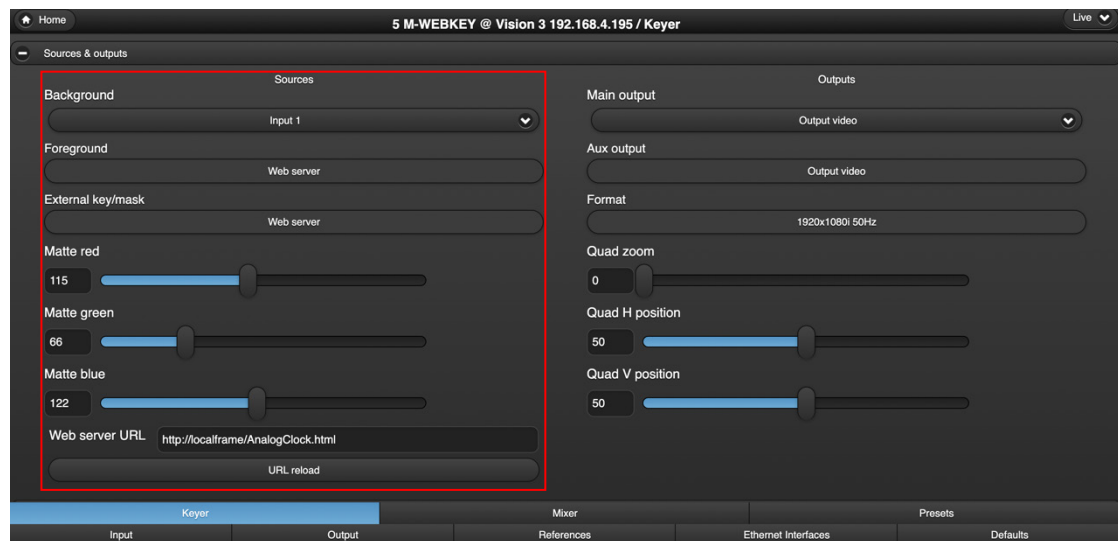 Home
5 M-WEBKEY @ Vision 3 192.168.4.195 / Keyer
Live
Sources & outputs
Sources
Background
Input 1
Foreground
Web server
External key/mask
Web server
Matte red
115
Matte green
66
Matte blue
122
Web server URL http://localframe/AnalogClock.html
URL reload
Outputs
Main output
Output video
Aux output
Output video
Format
1920x1080i 50Hz
Quad zoom
0
Quad H position
50
Quad V position
50
Keyer Mixer Presets
Input Output References Ethernet Interfaces Defaults